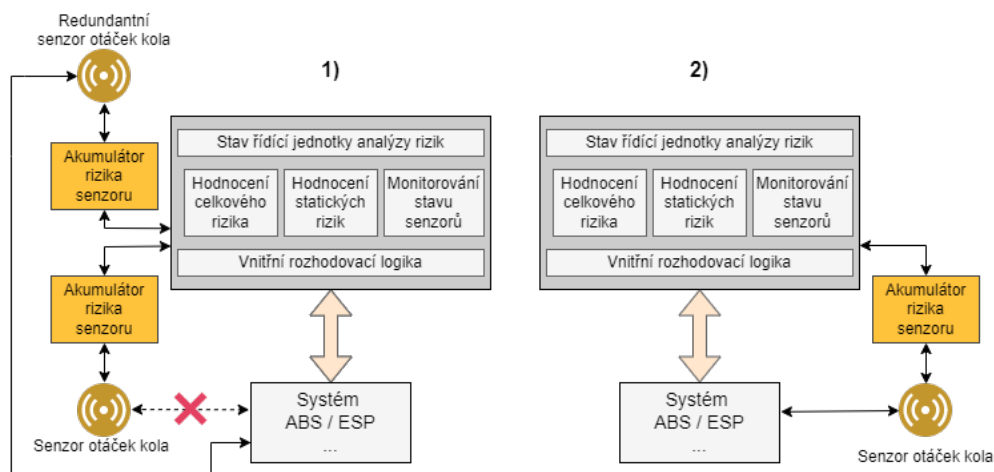 Redundantní
senzor otáček kola
1)
2)
Stav řídící jednotky analýzy rizik
Akumulátor
rizika
senzoru
Hodnocení
celkového
rizika
Hodnocení
statických
rizik
Monitorování
stavu
senzorů
Vnitřní rozhodovací logika
Akumulátor
rizika
senzoru
Systém
ABS / ESP
...
Senzor otáček kola
Stav řídící jednotky analýzy rizik
Hodnocení
celkového
rizika
Hodnocení
statických
rizik
Monitorování
stavu
senzorů
Vnitřní rozhodovací logika
Akumulátor
rizika
senzoru
Systém
ABS / ESP
...
Senzor otáček kola